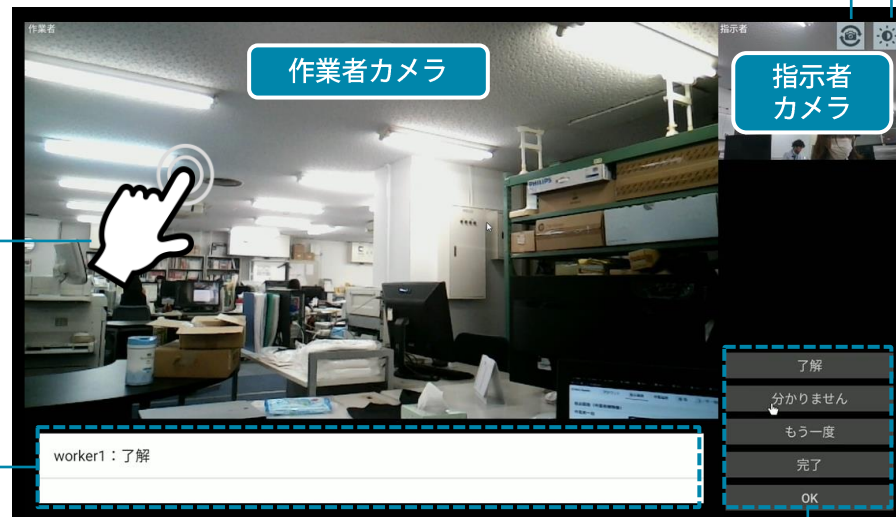 作業者
作業者カメラ
指示者
指示者
カメラ
PHILIPS
worker1：了解
了解
分かりません
もう一度
完了
OK